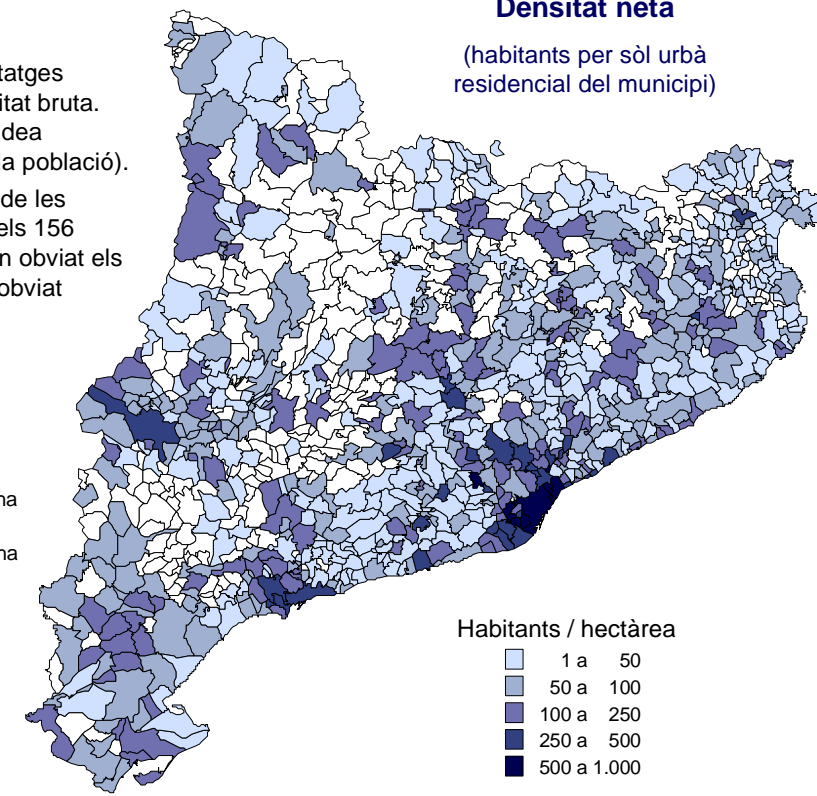 Densitat neta
(habitants per sòl urbà
residencial del municipi)
tatges
itat bruta.
dea
a població).
de les
els 156
n obviat els
obviat
na
na
Habitants / hectàrea
1 a 50
50 a 100
100 a 250
250 a 500
500 a 1.000